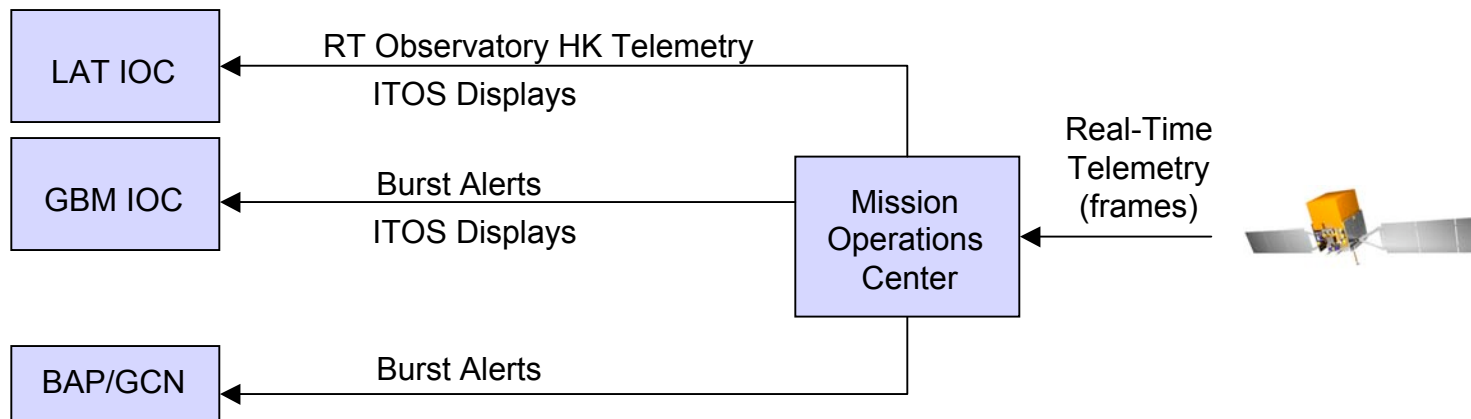 LAT IOC
RT Observatory HK Telemetry
ITOS Displays
GBM IOC
Burst Alerts
ITOS Displays
BAP/GCN
Burst Alerts
Mission
Operations
Center
Real-Time
Telemetry
(frames)